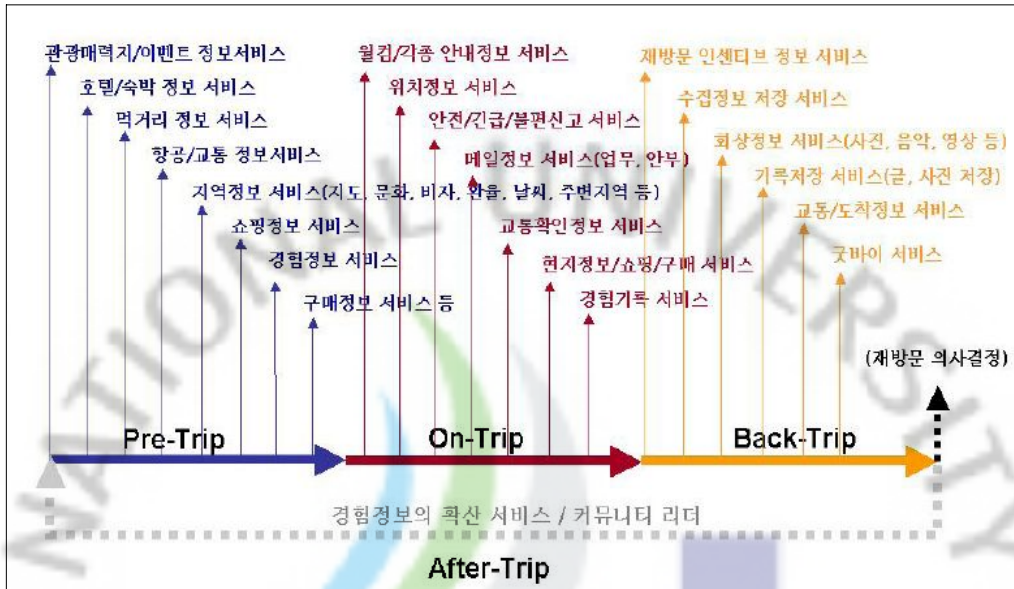 관광매력지/이벤트 정보서비스
호텔/숙박 정보 서비스
먹거리 정보 서비스
항공/교통 정보서비스
지역정보 서비스(지도, 문화, 비자, 환율, 날씨, 주변지역 등)
쇼핑정보 서비스
경험정보 서비스
구매정보 서비스 등
웰컴/각종 안내정보 서비스
위치정보 서비스
안전/긴급/불편신고 서비스
메일정보 서비스(업무, 안부)
교통확인정보 서비스
현지정보/쇼핑/구매 서비스
경험기록 서비스
재방문 인센티브 정보 서비스
수집정보 저장 서비스
회상정보 서비스(사진, 음악, 영상 등)
기록저장 서비스(글, 사진 저장)
교통/도착정보 서비스
굿바이 서비스
(재방문 의사결정)
Pre-Trip
On-Trip
Back-Trip
경험정보의 확산 서비스 / 커뮤니티 리더
After-Trip
NATIONAL UNIVERSITY